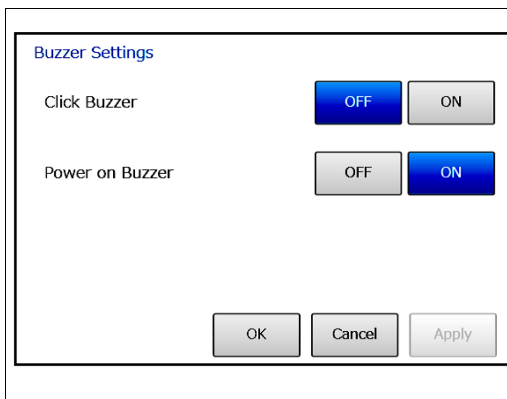 Buzzer Settings
Click Buzzer OFF ON
Power on Buzzer OFF ON
OK Cancel Apply